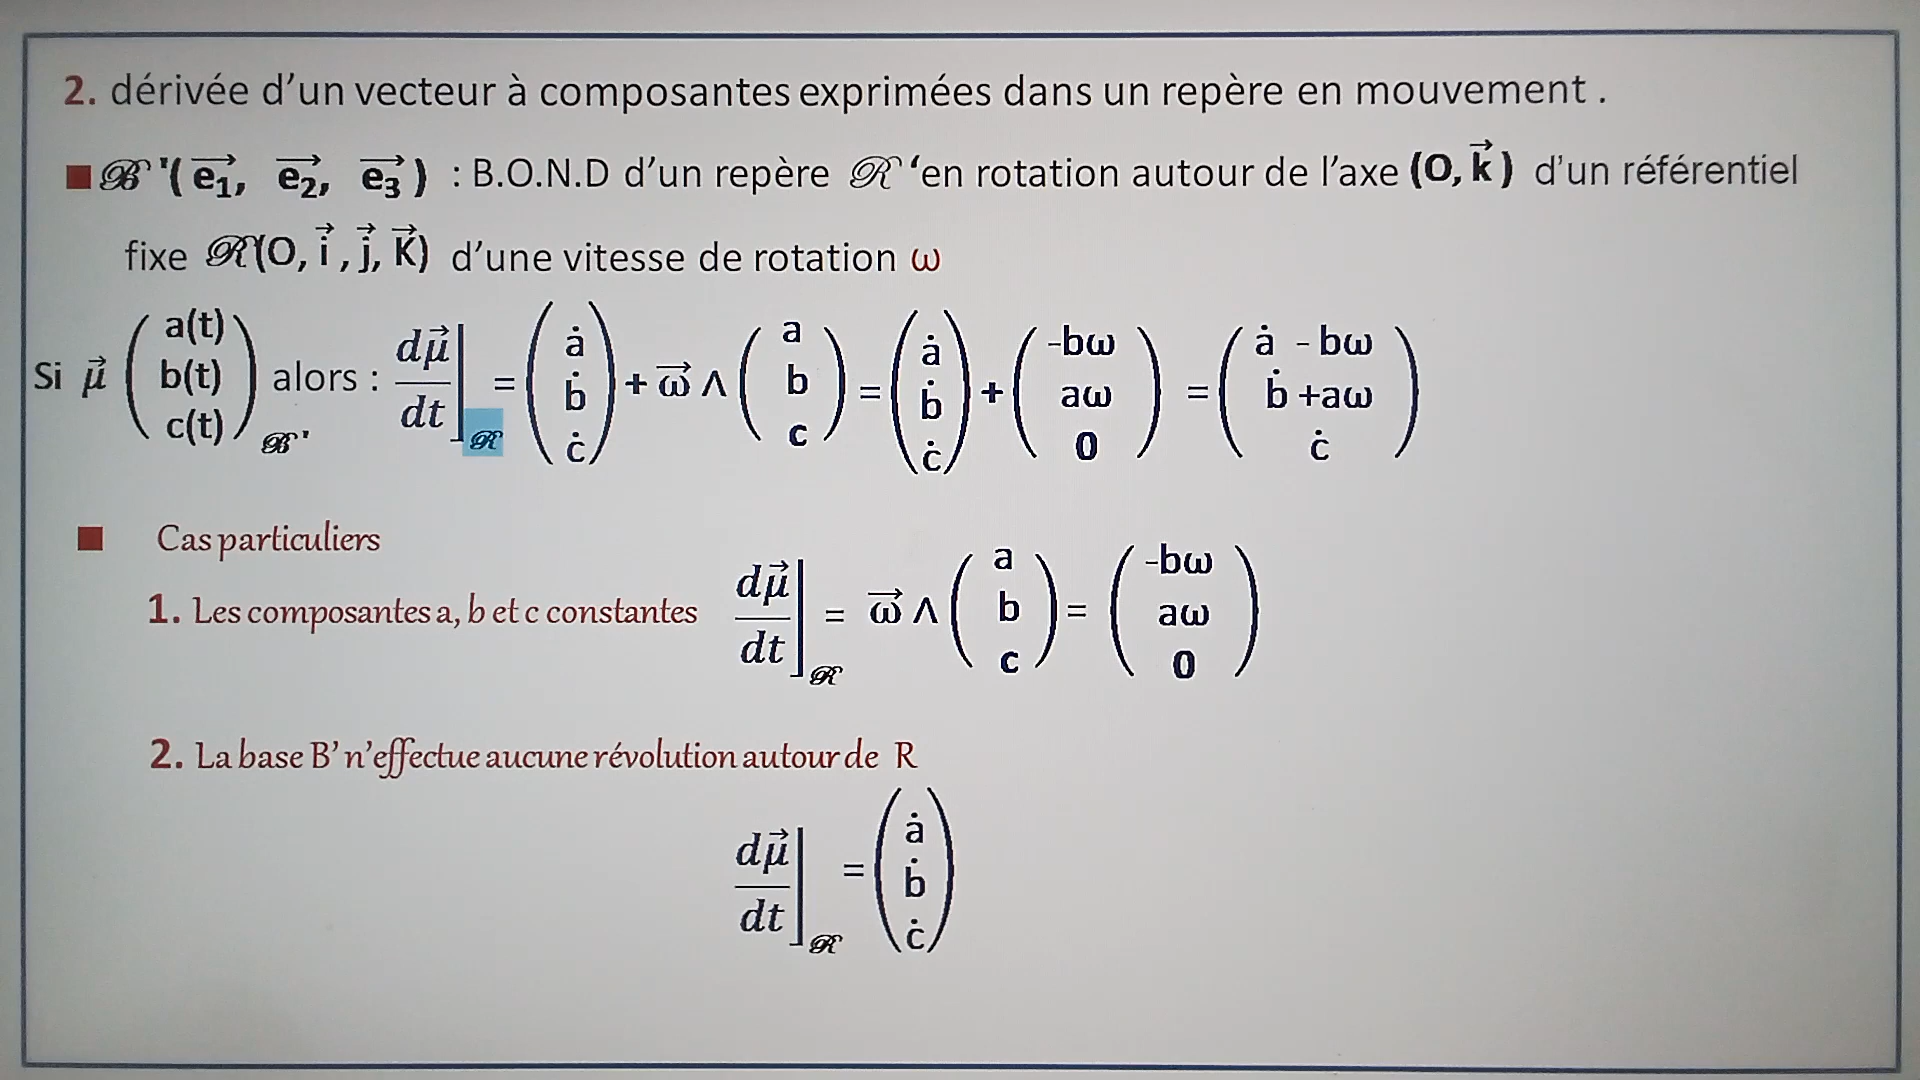 2. dérivée d'un vecteur à composantes exprimées dans un repère en mouvement .
■ ℬ '( e₁⃗, e₂⃗, e₃⃗ ) : B.O.N.D d'un repère ℛ ‘en rotation autour de l'axe (O, k⃗ ) d'un référentiel
fixe ℛ(O, i⃗ , j⃗, K⃗) d'une vitesse de rotation ω
Si μ⃗ ( a(t) b(t) c(t) )ℬ ' alors : dμ⃗/dt |ℛ = ( ȧ ḃ ċ ) + ω⃗ ∧ ( a b c ) = ( ȧ ḃ ċ ) + ( -bω aω 0 ) = ( ȧ - bω ḃ +aω ċ )
■ Cas particuliers
1. Les composantes a, b et c constantes dμ⃗/dt |ℛ = ω⃗ ∧ ( a b c ) = ( -bω aω 0 )
2. La base B' n'effectue aucune révolution autour de R
dμ⃗/dt |ℛ = ( ȧ ḃ ċ )